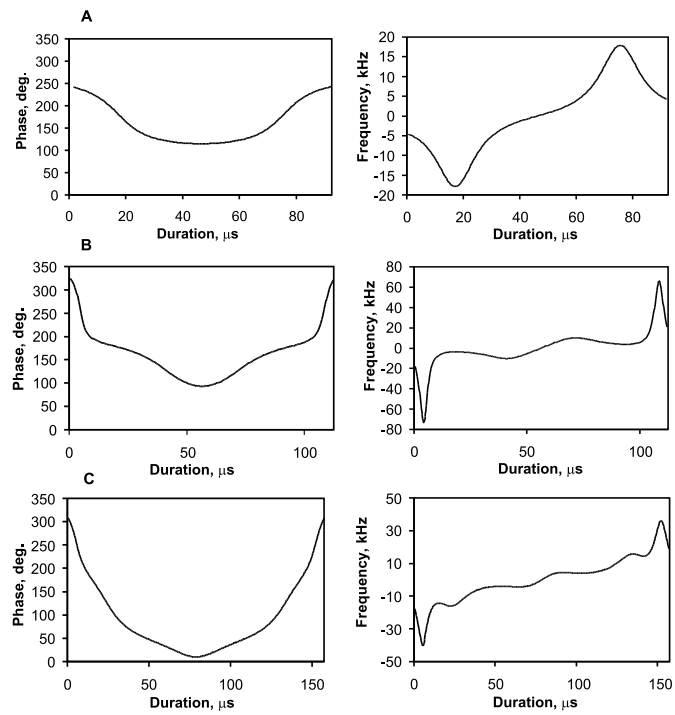 A
Phase, deg.
350
300
250
200
150
100
50
0
0 20 40 60 80
Duration, μs
Frequency, kHz
20
15
10
5
0
-5
-10
-15
-20
0 20 40 60 80
Duration, μs
B
Phase, deg.
350
300
250
200
150
100
50
0
0 50 100
Duration, μs
Frequency, kHz
80
60
40
20
0
-20
-40
-60
-80
0 50 100
Duration, μs
C
Phase, deg.
350
300
250
200
150
100
50
0
0 50 100 150
Duration, μs
Frequency, kHz
50
30
10
-10
-30
-50
0 50 100 150
Duration, μs